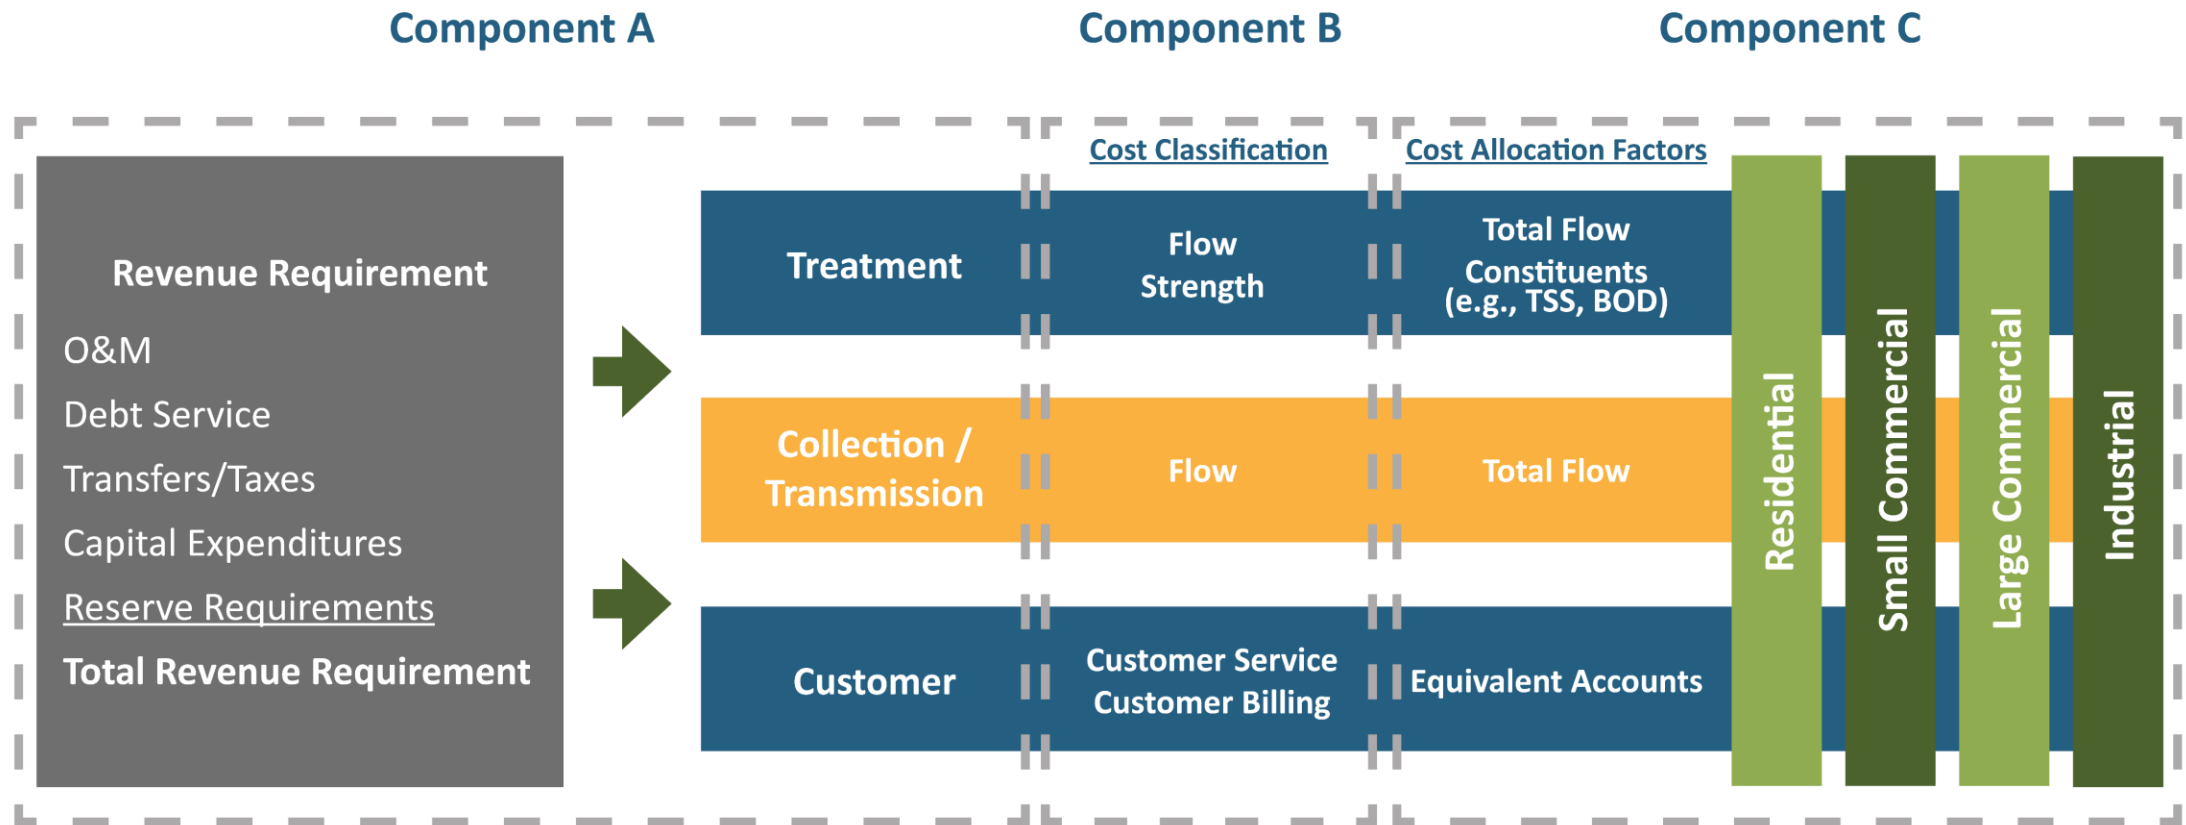 Component A
Component B
Component C
Revenue Requirement
O&M
Debt Service
Transfers/Taxes
Capital Expenditures
Reserve Requirements
Total Revenue Requirement
Treatment
Collection /
Transmission
Customer
Cost Classification
Flow
Strength
Flow
Customer Service
Customer Billing
Cost Allocation Factors
Total Flow
Constituents
(e.g., TSS, BOD)
Total Flow
Equivalent Accounts
Residential
Small Commercial
Large Commercial
Industrial